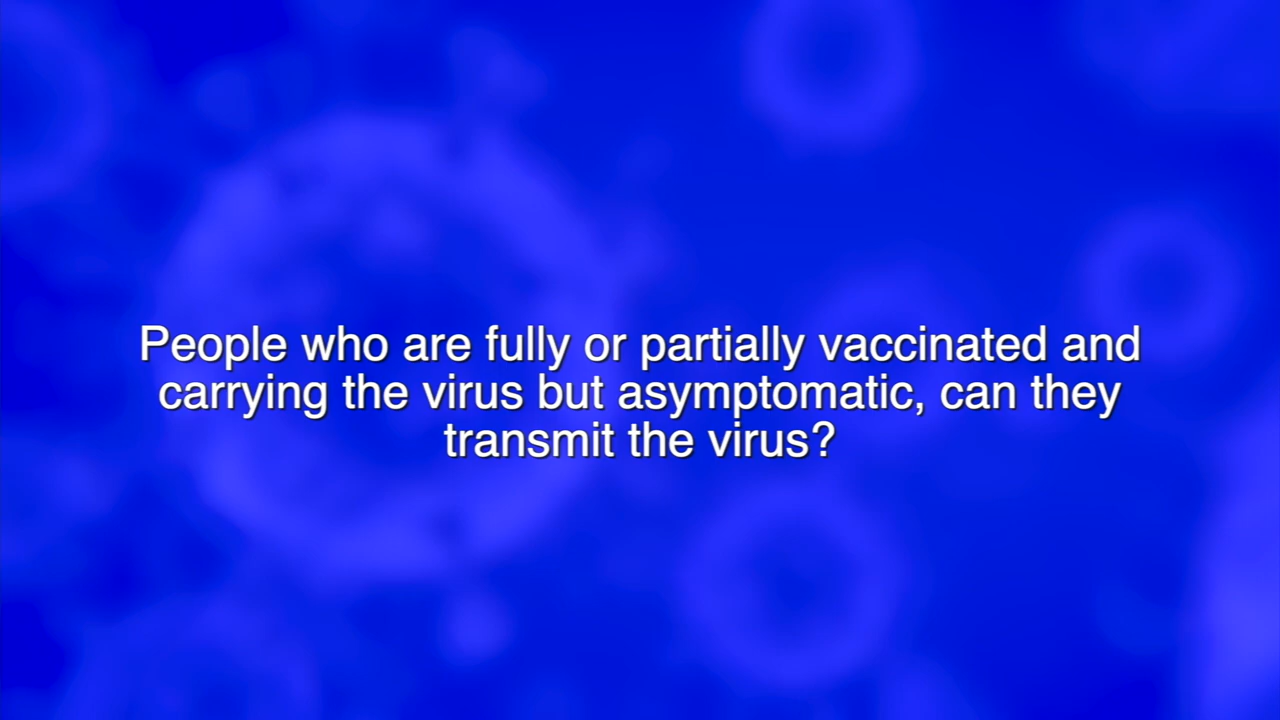 People who are fully or partially vaccinated and
carrying the virus but asymptomatic, can they
transmit the virus?